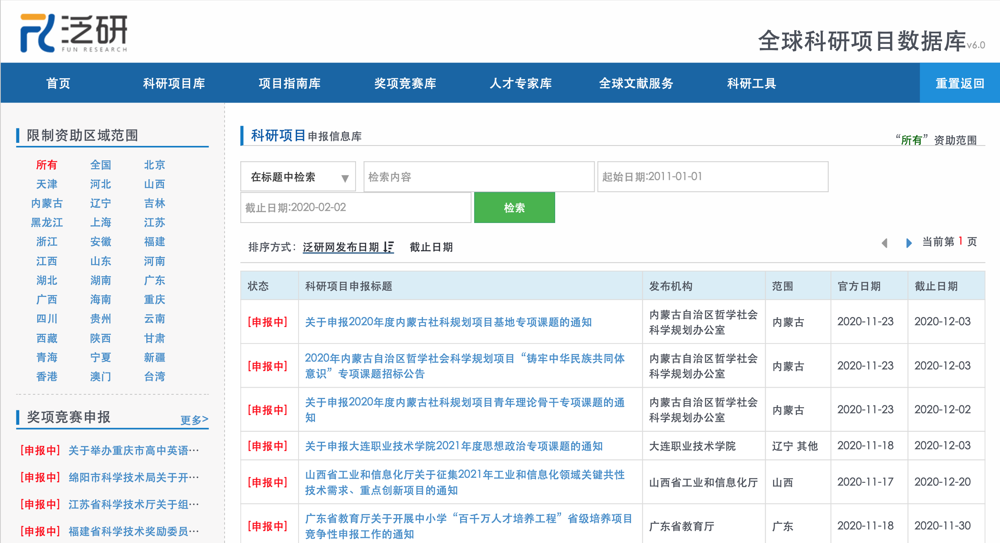 泛研
FUN RESEARCH
全球科研项目数据库v6.0
首页 科研项目库 项目指南库 奖项竞赛库 人才专家库 全球文献服务 科研工具 重置返回
限制资助区域范围
所有 全国 北京
天津 河北 山西
内蒙古 辽宁 吉林
黑龙江 上海 江苏
浙江 安徽 福建
江西 山东 河南
湖北 湖南 广东
广西 海南 重庆
四川 贵州 云南
西藏 陕西 甘肃
青海 宁夏 新疆
香港 澳门 台湾
奖项竞赛申报 更多>
[申报中] 关于举办重庆市高中英语…
[申报中] 绵阳市科学技术局关于开…
[申报中] 江苏省科学技术厅关于组…
[申报中] 福建省科学技术奖励委员…
科研项目申报信息库 “所有” 资助范围
在标题中检索 ▼ 检索内容 起始日期:2011-01-01
截止日期:2020-02-02 检索
排序方式： 泛研网发布日期 截止日期 当前第 1 页
状态 科研项目申报标题 发布机构 范围 官方日期 截止日期
[申报中] 关于申报2020年度内蒙古社科规划项目基地专项课题的通知 内蒙古自治区哲学社会
科学规划办公室 内蒙古 2020-11-23 2020-12-03
[申报中] 2020年内蒙古自治区哲学社会科学规划项目“铸牢中华民族共同体
意识”专项课题招标公告 内蒙古自治区哲学社会
科学规划办公室 内蒙古 2020-11-23 2020-12-03
[申报中] 关于申报2020年度内蒙古社科规划项目青年理论骨干专项课题的通
知 内蒙古自治区哲学社会
科学规划办公室 内蒙古 2020-11-23 2020-12-02
[申报中] 关于申报大连职业技术学院2021年度思想政治专项课题的通知 大连职业技术学院 辽宁 其他 2020-11-18 2020-12-03
[申报中] 山西省工业和信息化厅关于征集2021年工业和信息化领域关键共性
技术需求、重点创新项目的通知 山西省工业和信息化厅 山西 2020-11-17 2020-12-20
[申报中] 广东省教育厅关于开展中小学“百千万人才培养工程”省级培养项目
竞争性申报工作的通知 广东省教育厅 广东 2020-11-18 2020-11-30